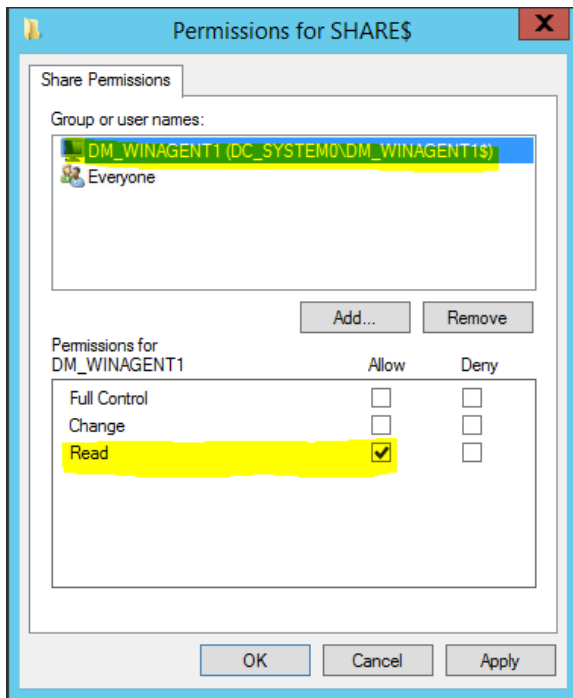 Permissions for SHARE$
X
Share Permissions
Group or user names:
DM_WINAGENT1 (DC_SYSTEM0\DM_WINAGENT1$)
Everyone
Add...
Remove
Permissions for
DM_WINAGENT1
Allow
Deny
Full Control
Change
Read
OK
Cancel
Apply